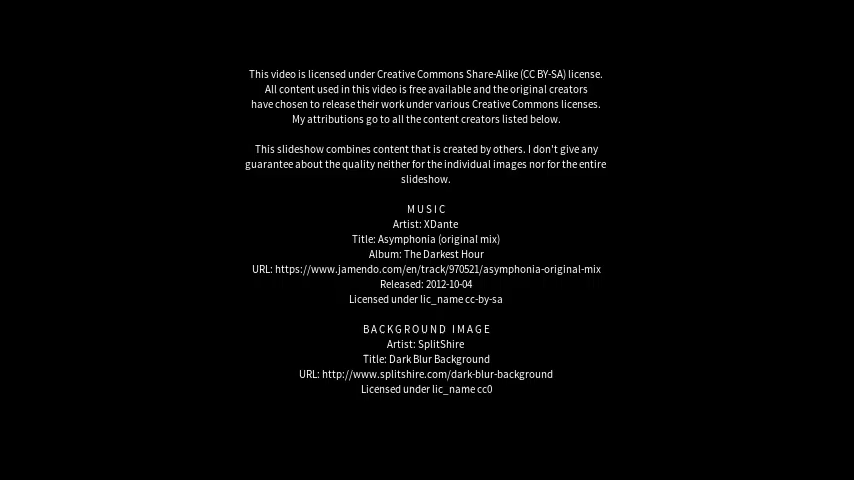 This video is licensed under Creative Commons Share-Alike (CC BY-SA) license.
All content used in this video is free available and the original creators
have chosen to release their work under various Creative Commons licenses.
My attributions go to all the content creators listed below.
This slideshow combines content that is created by others. I don't give any
guarantee about the quality neither for the individual images nor for the entire
slideshow.
MUSIC
Artist: XDante
Title: Asymphonia (original mix)
Album: The Darkest Hour
URL: https://www.jamendo.com/en/track/970521/asymphonia-original-mix
Released: 2012-10-04
Licensed under lic_name cc-by-sa
BACKGROUND IMAGE
Artist: SplitShire
Title: Dark Blur Background
URL: http://www.splitshire.com/dark-blur-background
Licensed under lic_name cc0